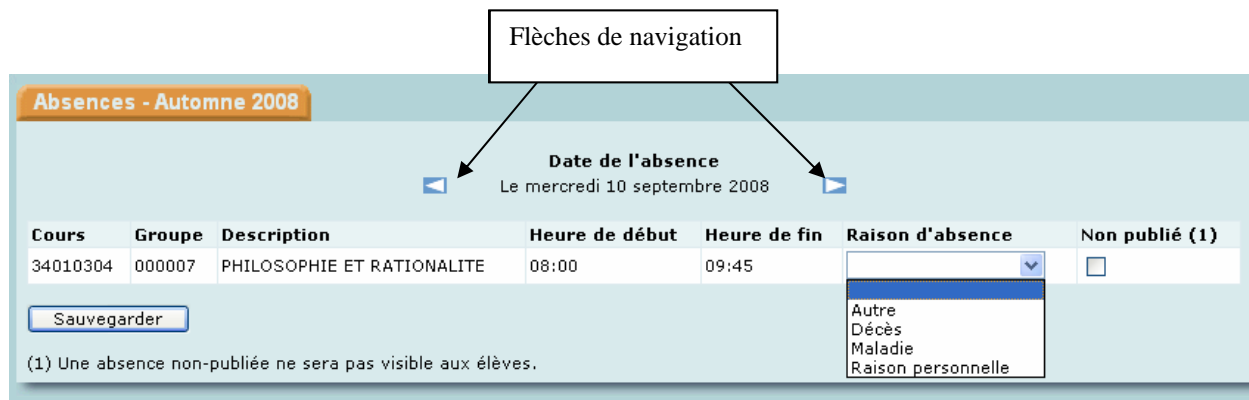 Flèches de navigation
Absences - Automne 2008
Date de l'absence
Le mercredi 10 septembre 2008
Cours Groupe Description Heure de début Heure de fin Raison d'absence Non publié (1)
34010304 000007 PHILOSOPHIE ET RATIONALITE 08:00 09:45
Autre
Décès
Maladie
Raison personnelle
Sauvegarder
(1) Une absence non-publiée ne sera pas visible aux élèves.